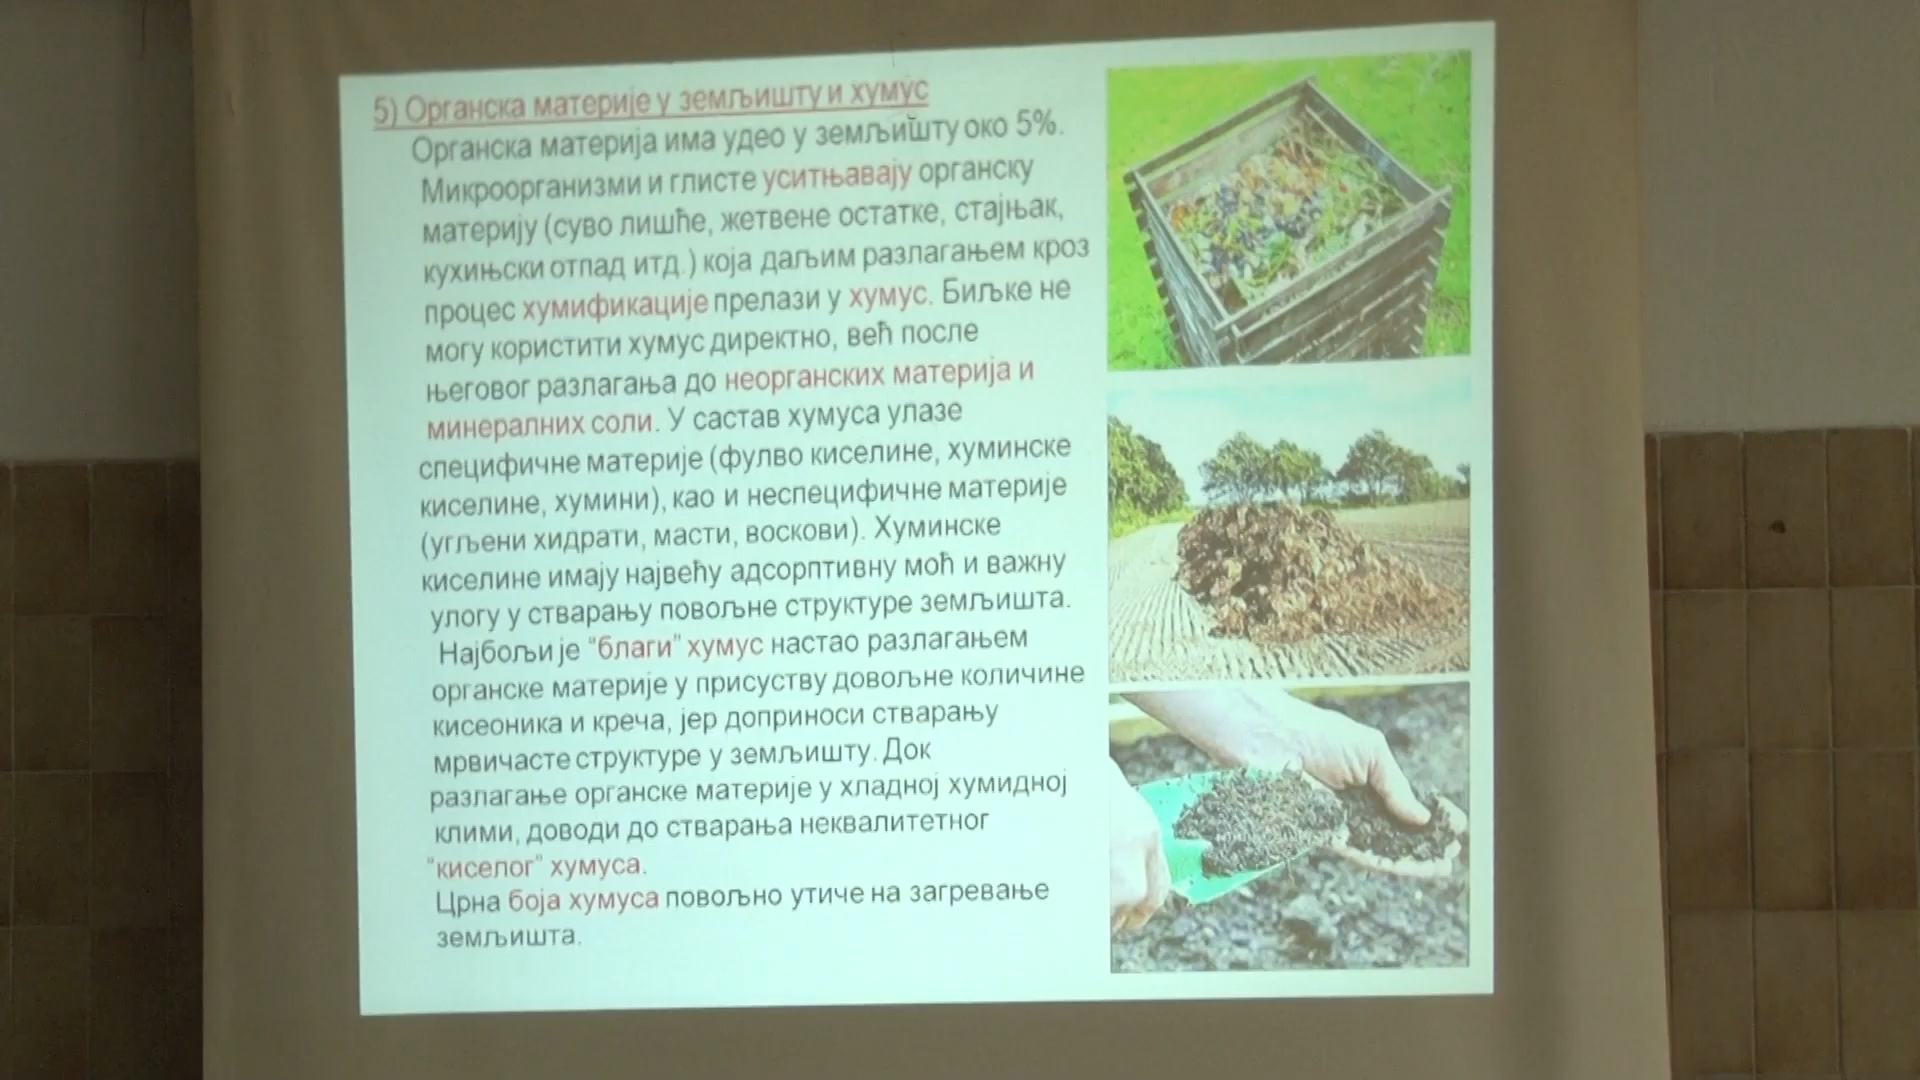 5) Органска материје у земљишту и хумус
Органска материја има удео у земљишту око 5%.
Микроорганизми и глисте уситњавају органску
материју (суво лишће, жетвене остатке, стајњак,
кухињски отпад итд.) која даљим разлагањем кроз
процес хумификације прелази у хумус. Биљке не
могу користити хумус директно, већ после
његовог разлагања до неорганских материја и
минералних соли. У састав хумуса улазе
специфичне материје (фулво киселине, хуминске
киселине, хумини), као и неспецифичне материје
(угљени хидрати, масти, воскови). Хуминске
киселине имају највећу адсорптивну моћ и важну
улогу у стварању повољне структуре земљишта.
Најбољи је “благи” хумус настао разлагањем
органске материје у присуству довољне количине
кисеоника и креча, јер доприноси стварању
мрвичасте структуре у земљишту. Док
разлагање органске материје у хладној хумидној
клими, доводи до стварања неквалитетног
“киселог” хумуса.
Црна боја хумуса повољно утиче на загревање
земљишта.